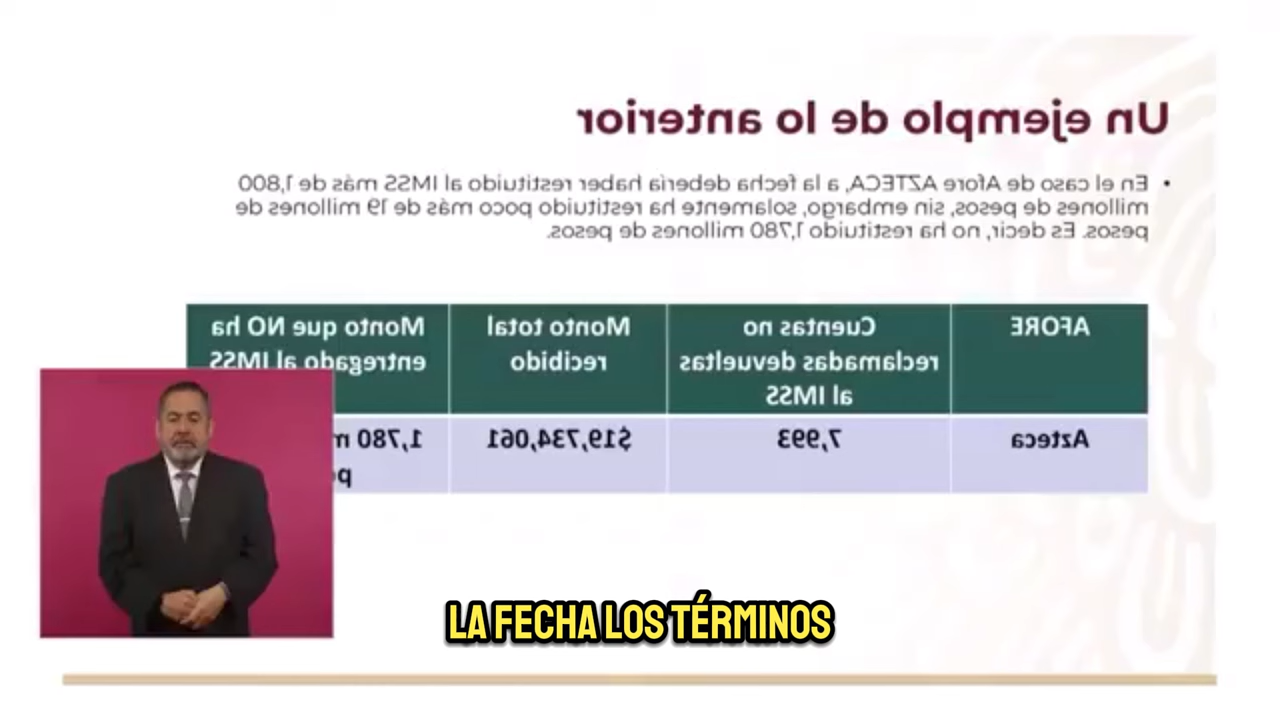 Un ejemplo de lo anterior
• En el caso de Afore AZTECA, a la fecha debería haber restituido al IMSS más de 1,800
millones de pesos, sin embargo, solamente ha restituido poco más de 19 millones de
pesos. Es decir, no ha restituido 1,780 millones de pesos.
AFORE
Cuentas no
reclamadas devueltas
al IMSS
Monto total
recibido
Monto que NO ha
entregado al IMSS
Azteca
7,993
$19,734,061
1,780
LA FECHA LOS TÉRMINOS